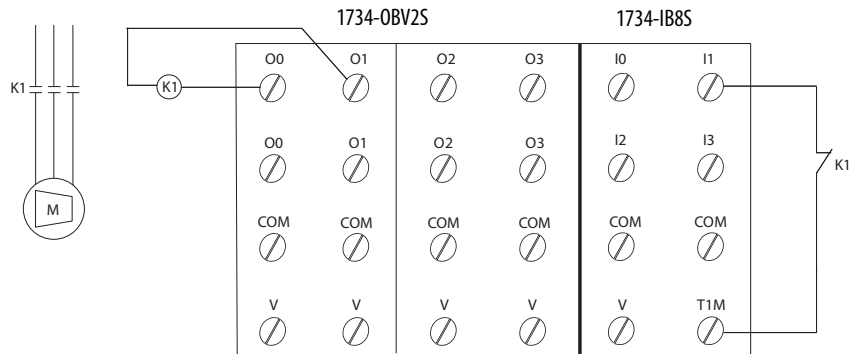 1734-OBV2S 1734-IB8S
O0 O1 O2 O3 I0 I1
K1 K1
O0 O1 O2 O3 I2 I3
K1
M
COM COM COM COM COM COM
V V V V V T1M